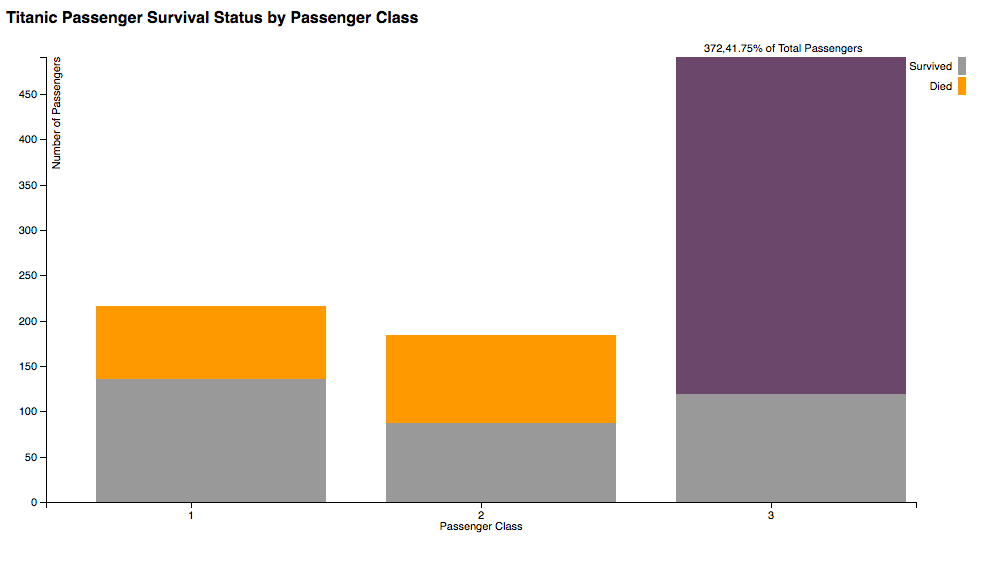 Titanic Passenger Survival Status by Passenger Class
372,41.75% of Total Passengers
Survived
Died
Number of Passengers
450
400
350
300
250
200
150
100
50
0
1
2
3
Passenger Class